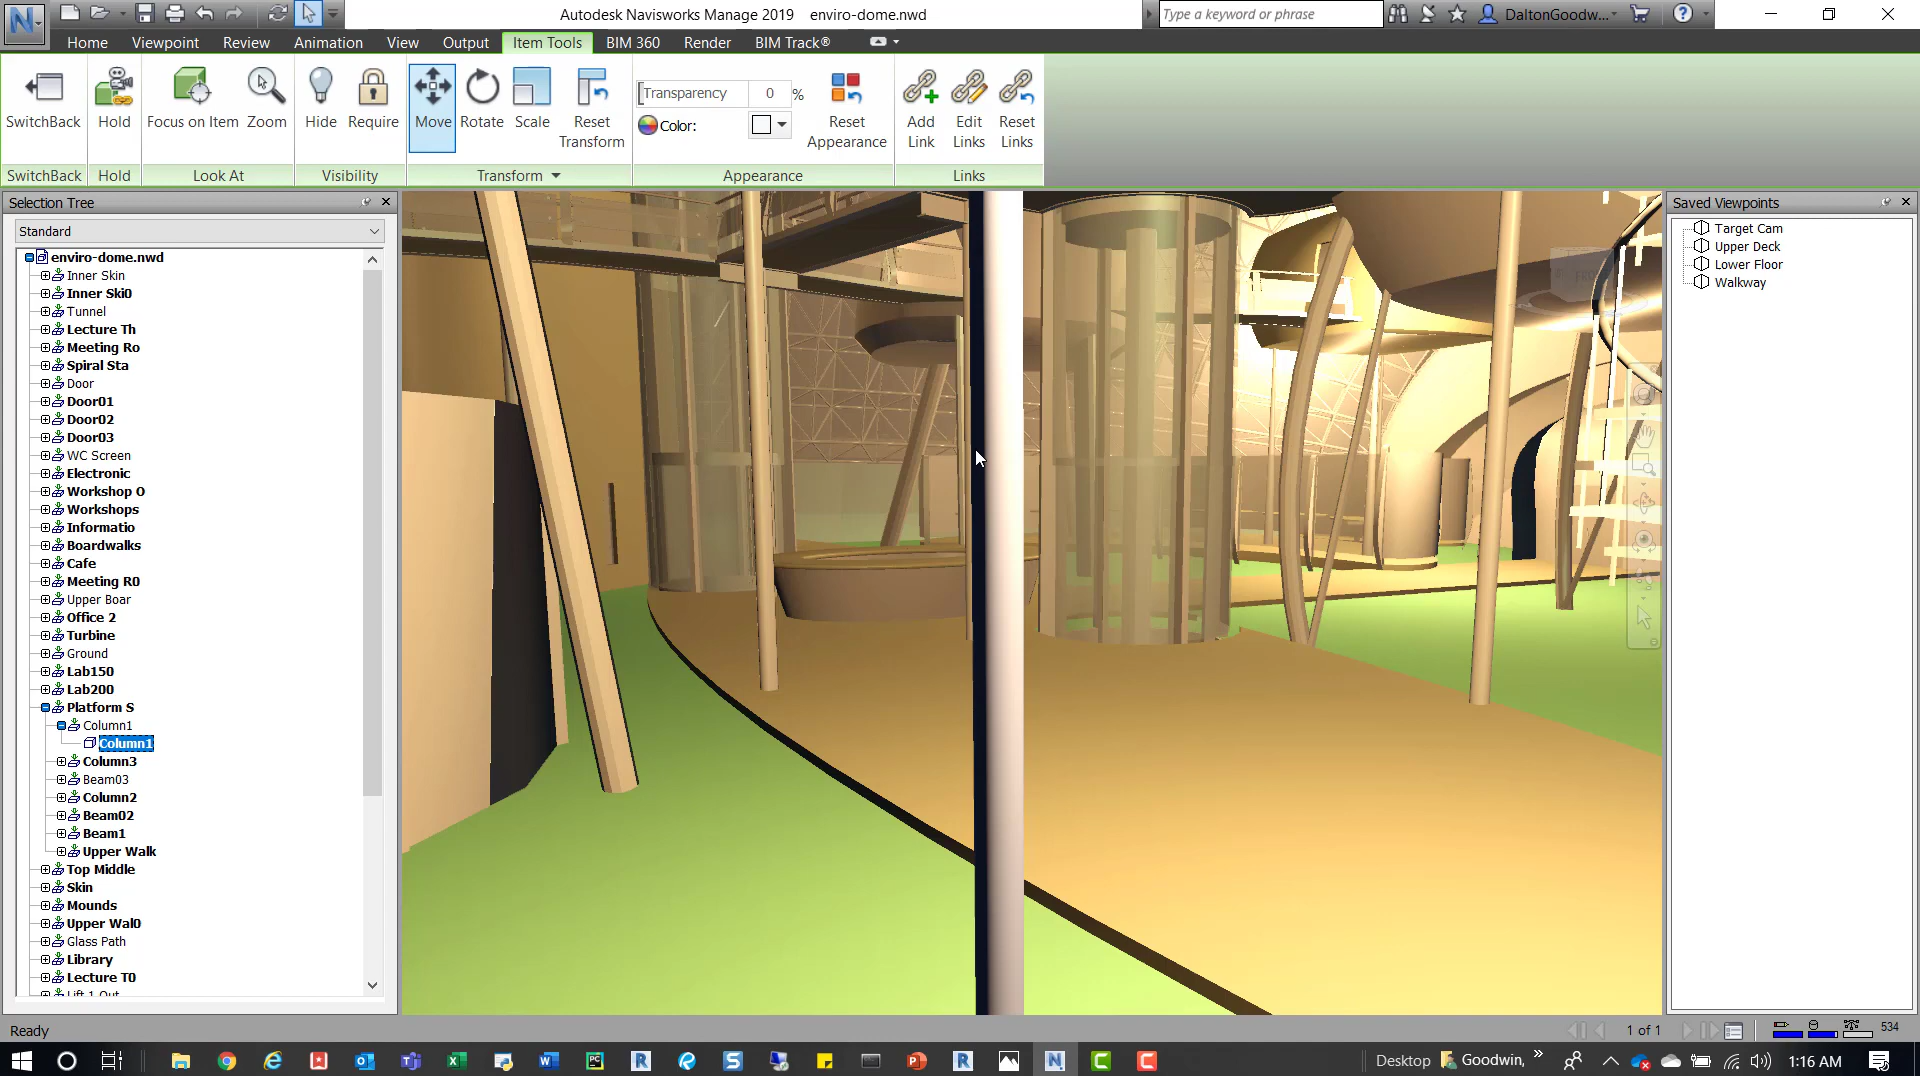 Autodesk Navisworks Manage 2019 enviro-dome.nwd
Type a keyword or phrase
DaltonGoodw...
Home Viewpoint Review Animation View Output Item Tools BIM 360 Render BIM Track®
SwitchBack Hold Focus on Item Zoom Hide Require Move Rotate Scale Reset Transform
Transparency 0 %
Color:
Reset Appearance
Add Link
Edit Links
Reset Links
SwitchBack Hold Look At Visibility Transform Appearance Links
Selection Tree
Standard
enviro-dome.nwd
Inner Skin
Inner Ski0
Tunnel
Lecture Th
Meeting Ro
Spiral Sta
Door
Door01
Door02
Door03
WC Screen
Electronic
Workshop O
Workshops
Informatio
Boardwalks
Cafe
Meeting R0
Upper Boar
Office 2
Turbine
Ground
Lab150
Lab200
Platform S
Column1
Column1
Column3
Beam03
Column2
Beam02
Beam1
Upper Walk
Top Middle
Skin
Mounds
Upper Wal0
Glass Path
Library
Lecture T0
Lift 1 Out
Saved Viewpoints
Target Cam
Upper Deck
Lower Floor
Walkway
Ready
1 of 1
534
Desktop Goodwin, »
1:16 AM